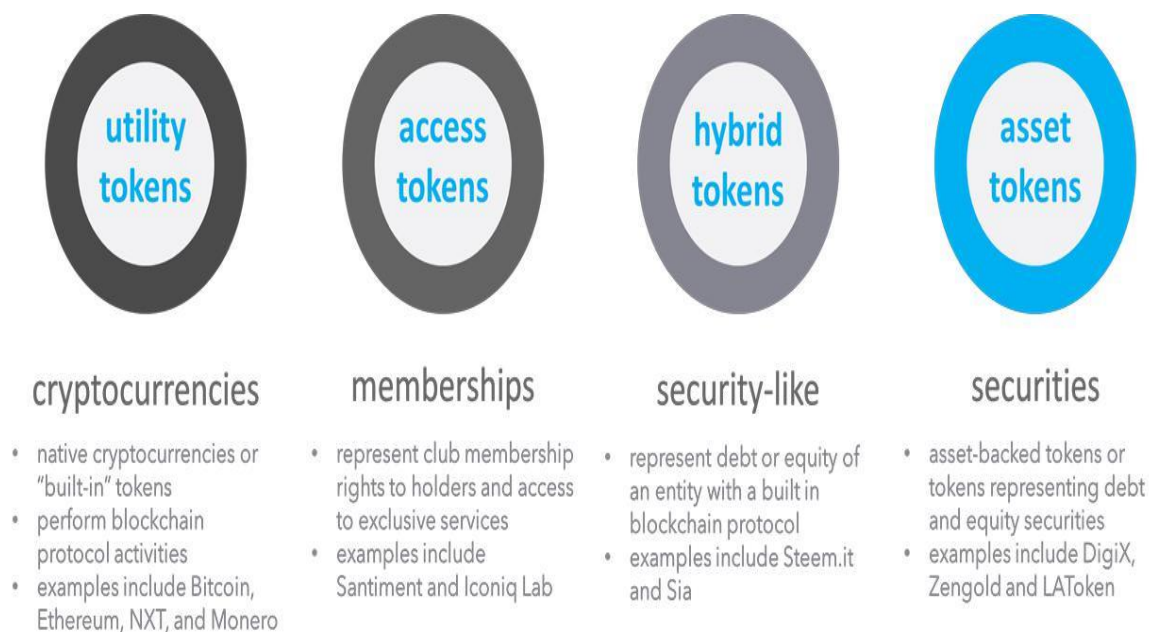 utility
tokens
access
tokens
hybrid
tokens
asset
tokens
cryptocurrencies
• native cryptocurrencies or
"built-in" tokens
• perform blockchain
protocol activities
• examples include Bitcoin,
Ethereum, NXT, and Monero
memberships
• represent club membership
rights to holders and access
to exclusive services
• examples include
Santiment and Iconiq Lab
security-like
• represent debt or equity of
an entity with a built in
blockchain protocol
• examples include Steem.it
and Sia
securities
• asset-backed tokens or
tokens representing debt
and equity securities
• examples include DigiX,
Zengold and LAToken